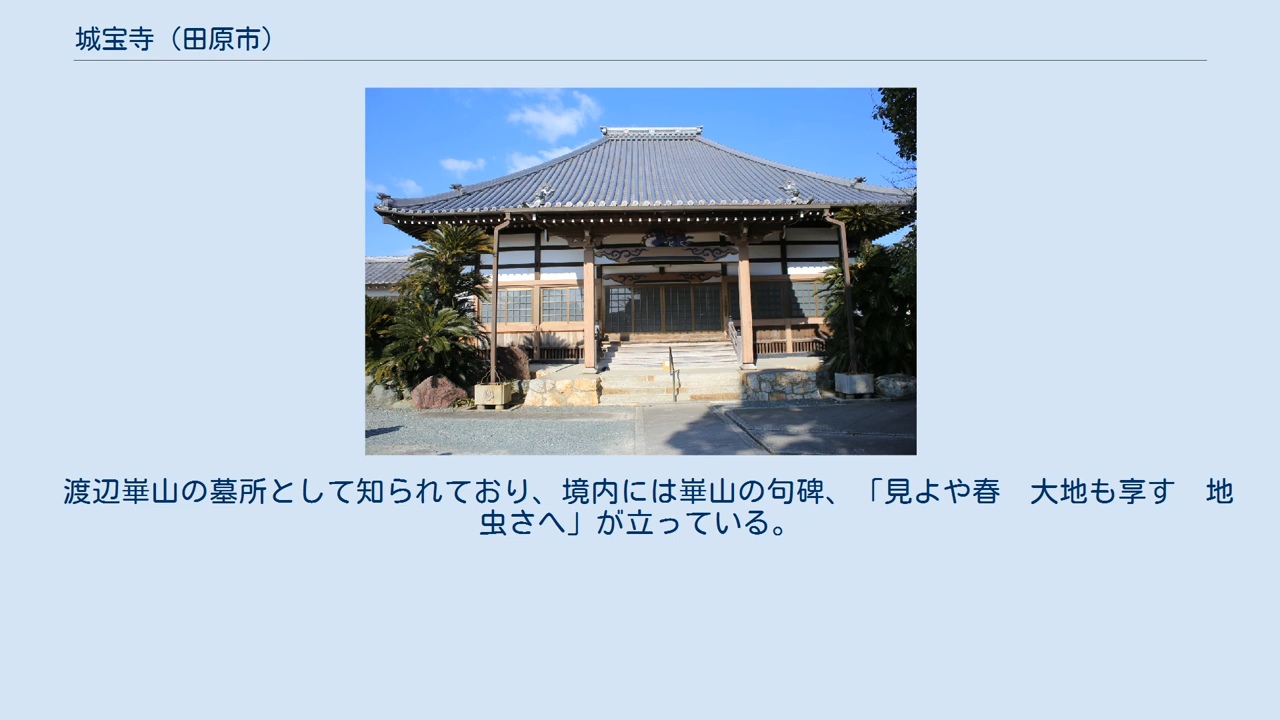 城宝寺（田原市）
渡辺崋山の墓所として知られており、境内には崋山の句碑、「見よや春　大地も享す　地
虫さへ」が立っている。